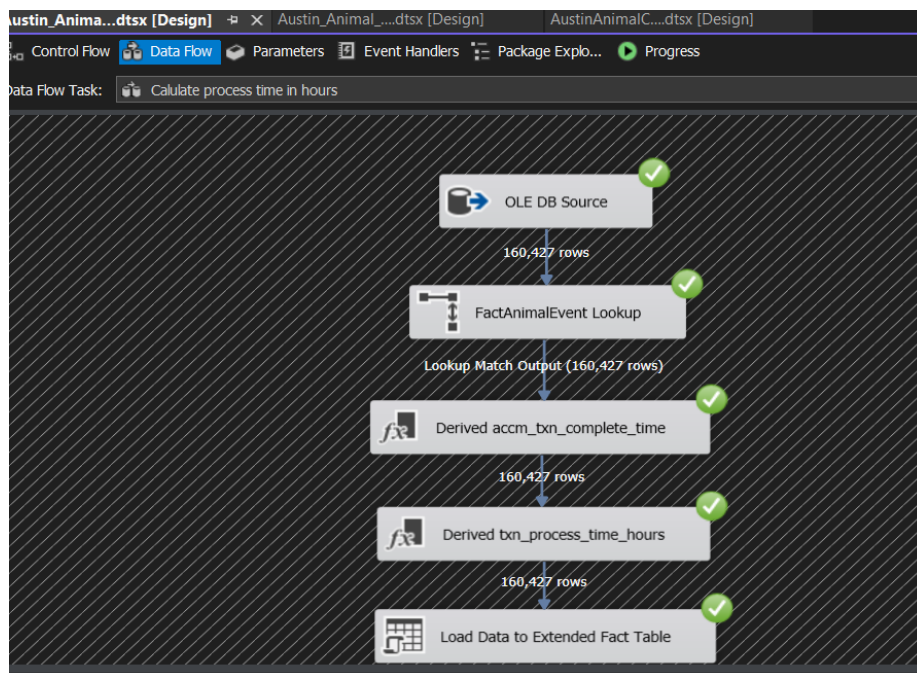 Austin_Anima...dtsx [Design] Austin_Animal_....dtsx [Design] AustinAnimalC....dtsx [Design]
Control Flow Data Flow Parameters Event Handlers Package Explo... Progress
Data Flow Task: Calulate process time in hours
OLE DB Source
160,427 rows
FactAnimalEvent Lookup
Lookup Match Output (160,427 rows)
Derived accm_txn_complete_time
160,427 rows
Derived txn_process_time_hours
160,427 rows
Load Data to Extended Fact Table